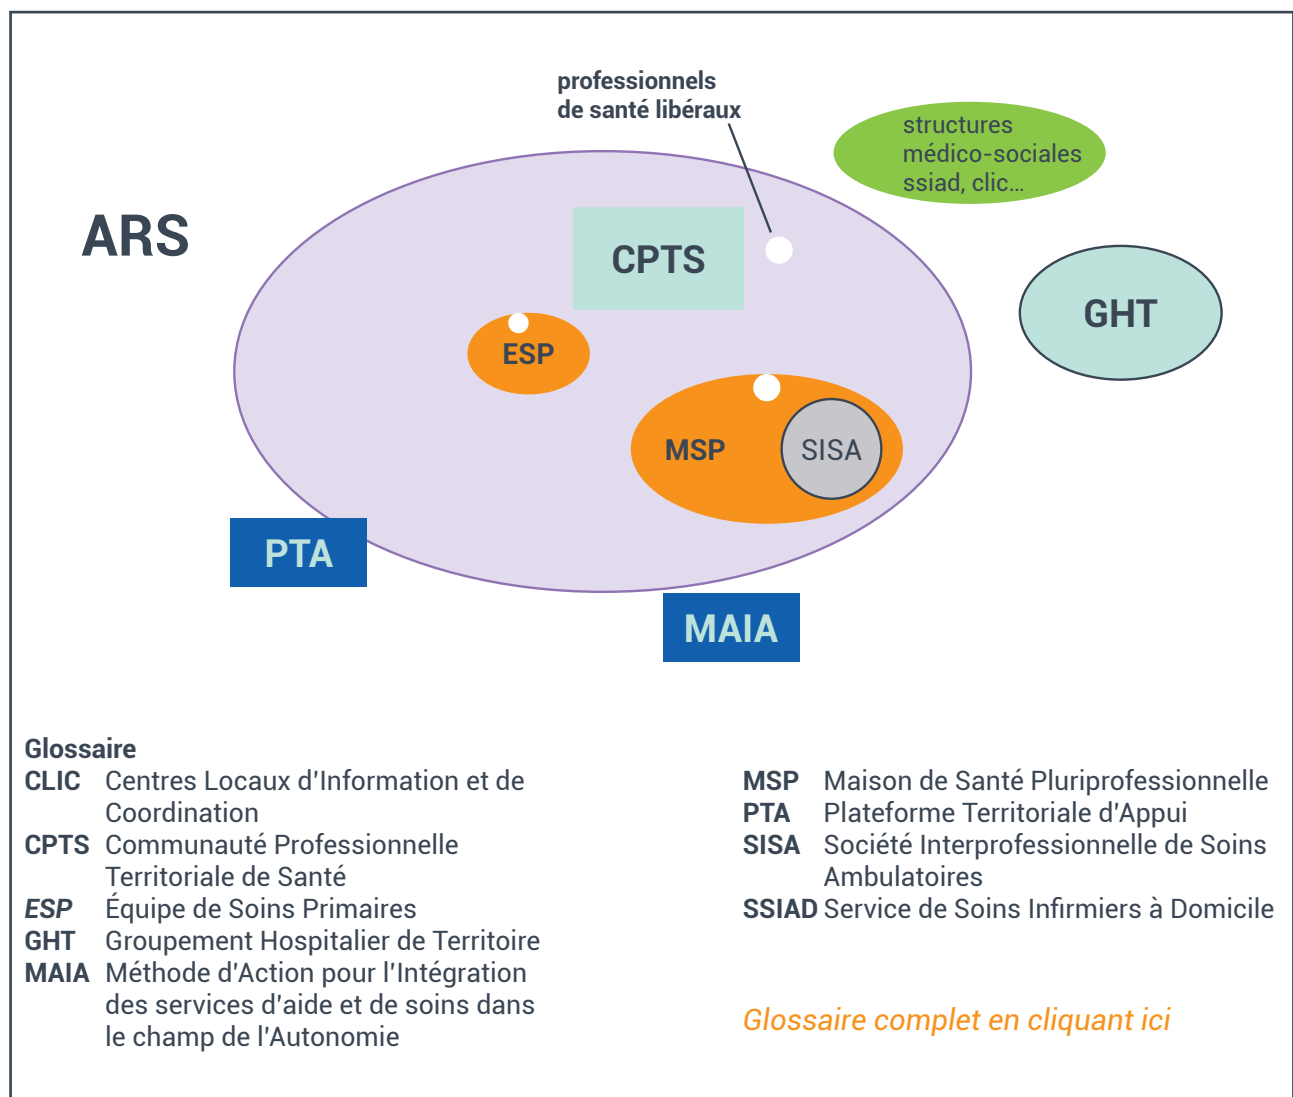 professionnels
de santé libéraux
structures
médico-sociales
ssiad, clic...
ARS
CPTS
GHT
ESP
MSP
SISA
PTA
MAIA
Glossaire
CLIC Centres Locaux d'Information et de
Coordination
CPTS Communauté Professionnelle
Territoriale de Santé
ESP Équipe de Soins Primaires
GHT Groupement Hospitalier de Territoire
MAIA Méthode d'Action pour l'Intégration
des services d'aide et de soins dans
le champ de l'Autonomie
MSP Maison de Santé Pluriprofessionnelle
PTA Plateforme Territoriale d'Appui
SISA Société Interprofessionnelle de Soins
Ambulatoires
SSIAD Service de Soins Infirmiers à Domicile
Glossaire complet en cliquant ici